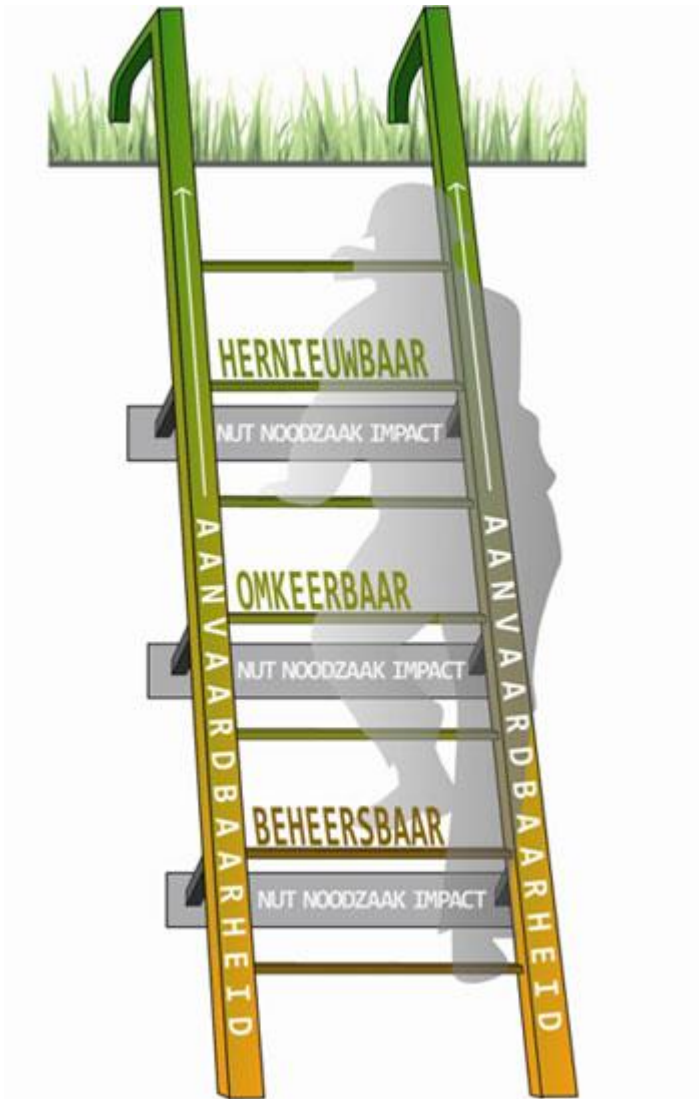 HERNIEUWBAAR
NUT NOODZAAK IMPACT
OMKEERBAAR
NUT NOODZAAK IMPACT
BEHEERSBAAR
NUT NOODZAAK IMPACT
AANVAARDBAARHEID
AANVAARDBAARHEID